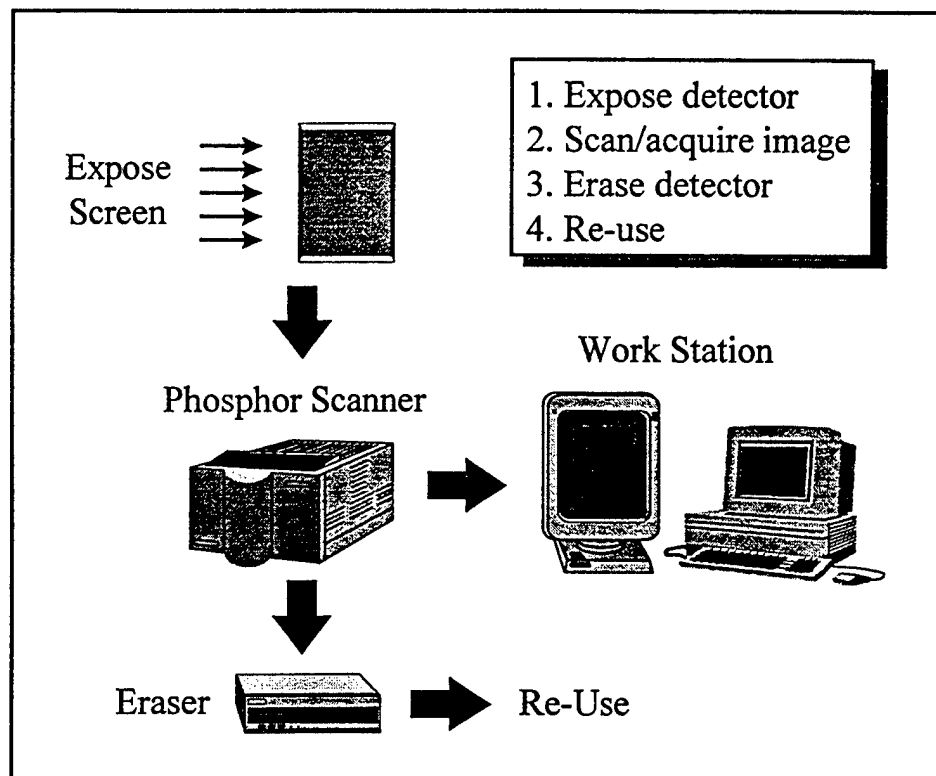 1. Expose detector
2. Scan/acquire image
3. Erase detector
4. Re-use
Expose
Screen
Work Station
Phosphor Scanner
Eraser
Re-Use